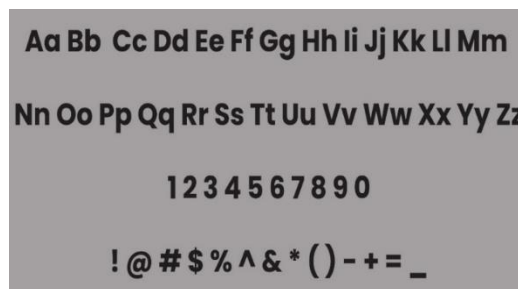 Aa Bb Cc Dd Ee Ff Gg Hh Ii Jj Kk Ll Mm
Nn Oo Pp Qq Rr Ss Tt Uu Vv Ww Xx Yy Zz
1 2 3 4 5 6 7 8 9 0
! @ # $ % ^ & * ( ) - + = _